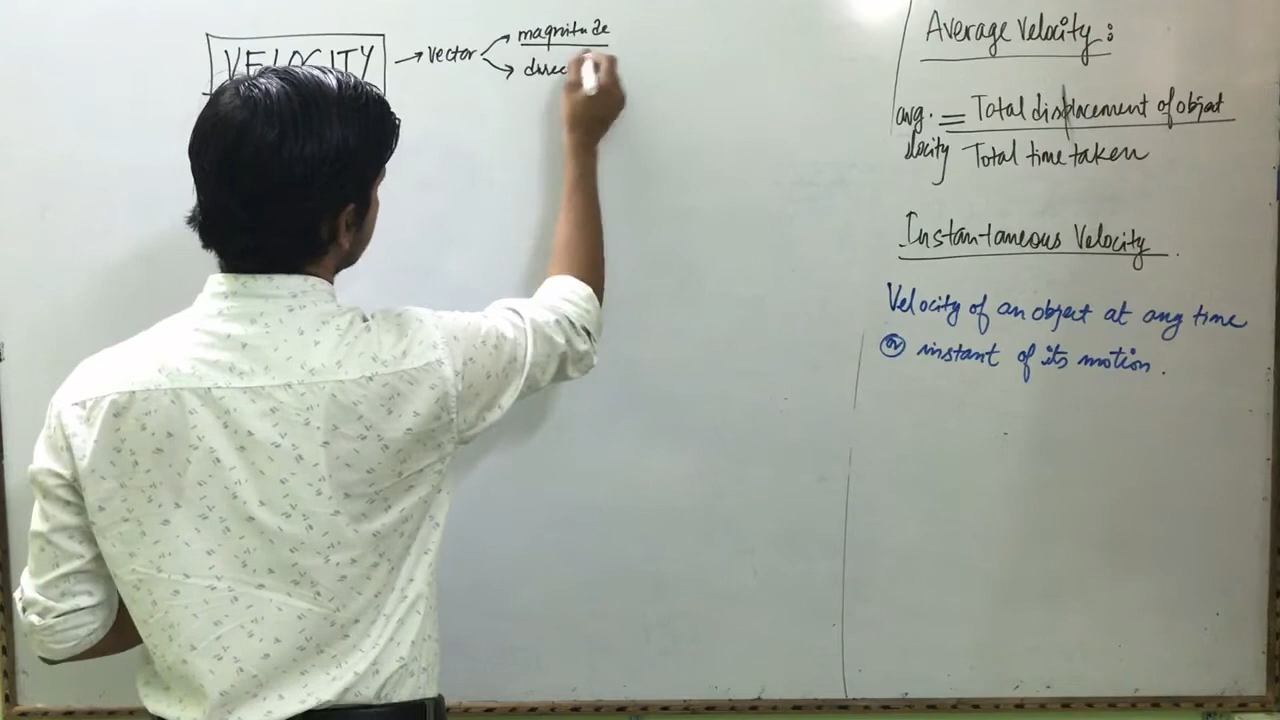 VELOCITY → vector
magnitude
direc
Average Velocity :
avg. = Total displacement of object
locity Total time taken
Instantaneous Velocity .
Velocity of an object at any time
or instant of its motion.